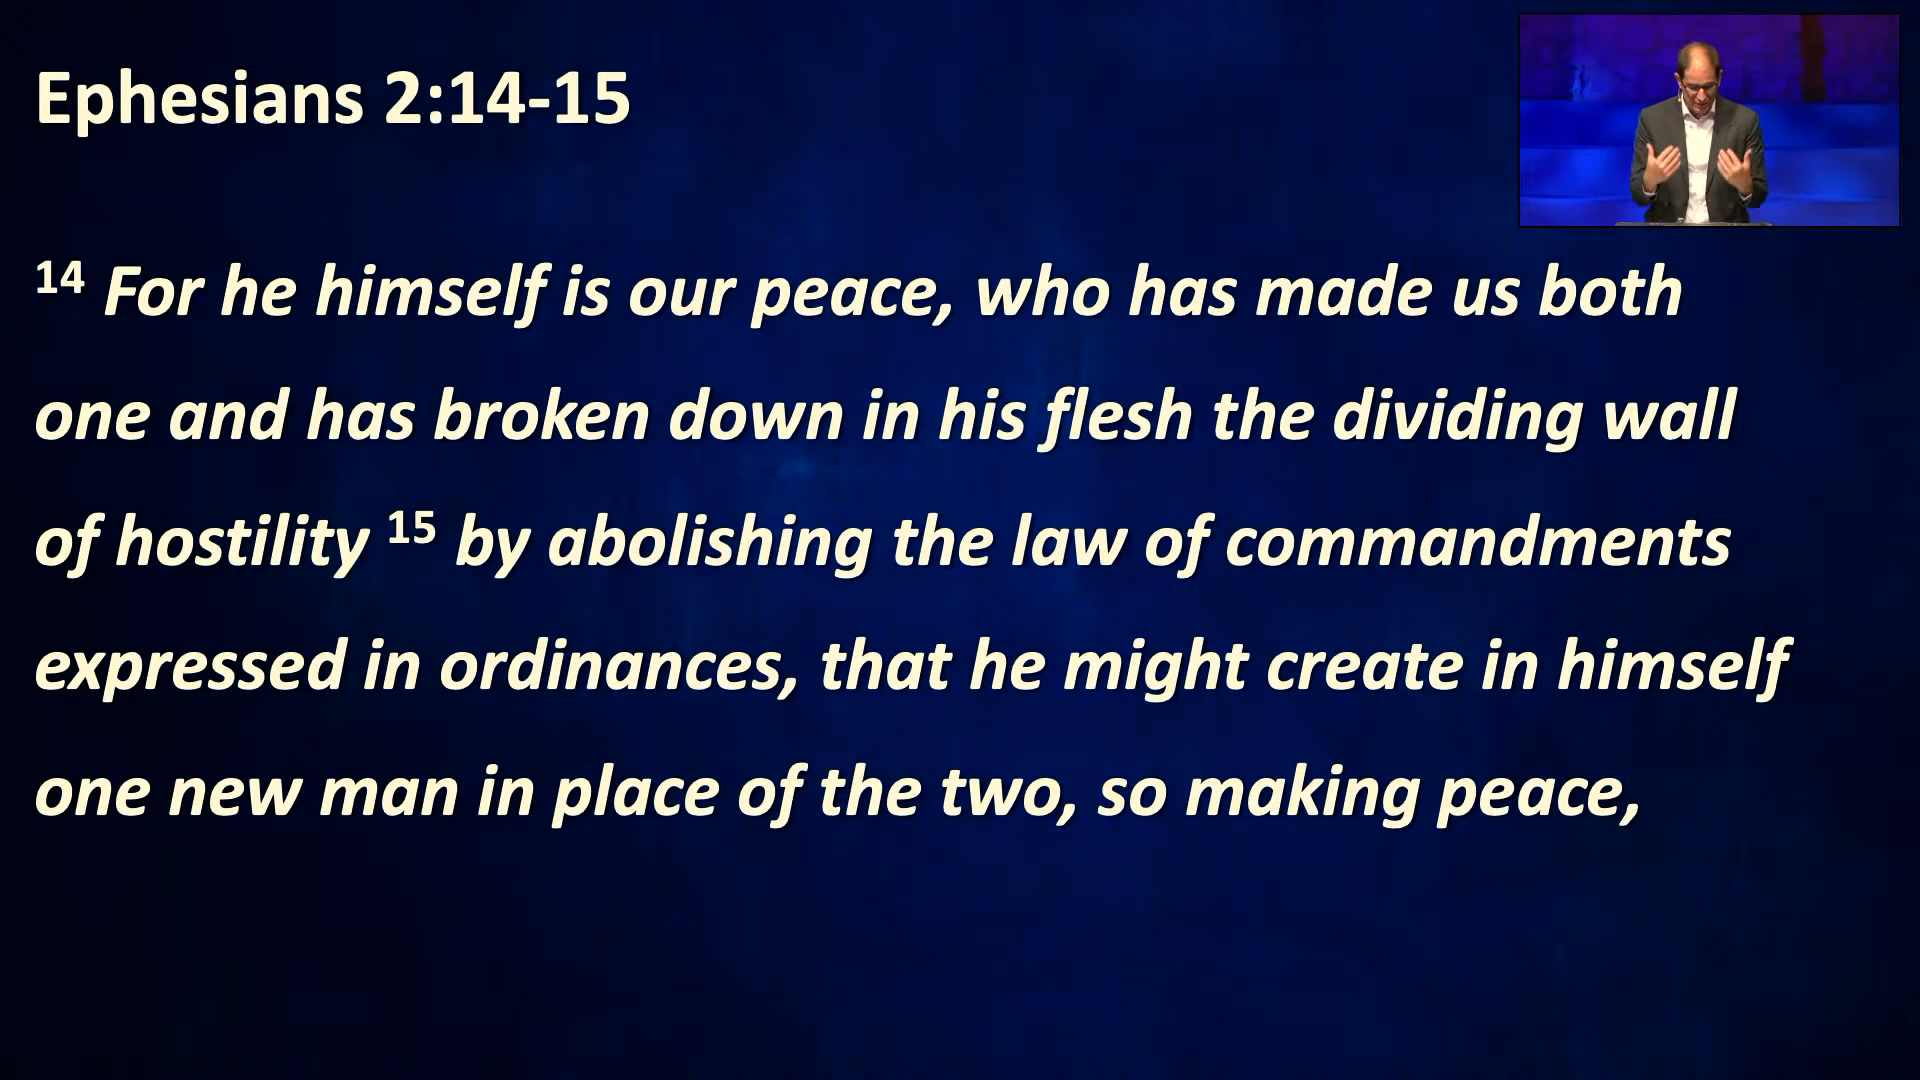 Ephesians 2:14-15
14 For he himself is our peace, who has made us both
one and has broken down in his flesh the dividing wall
of hostility 15 by abolishing the law of commandments
expressed in ordinances, that he might create in himself
one new man in place of the two, so making peace,